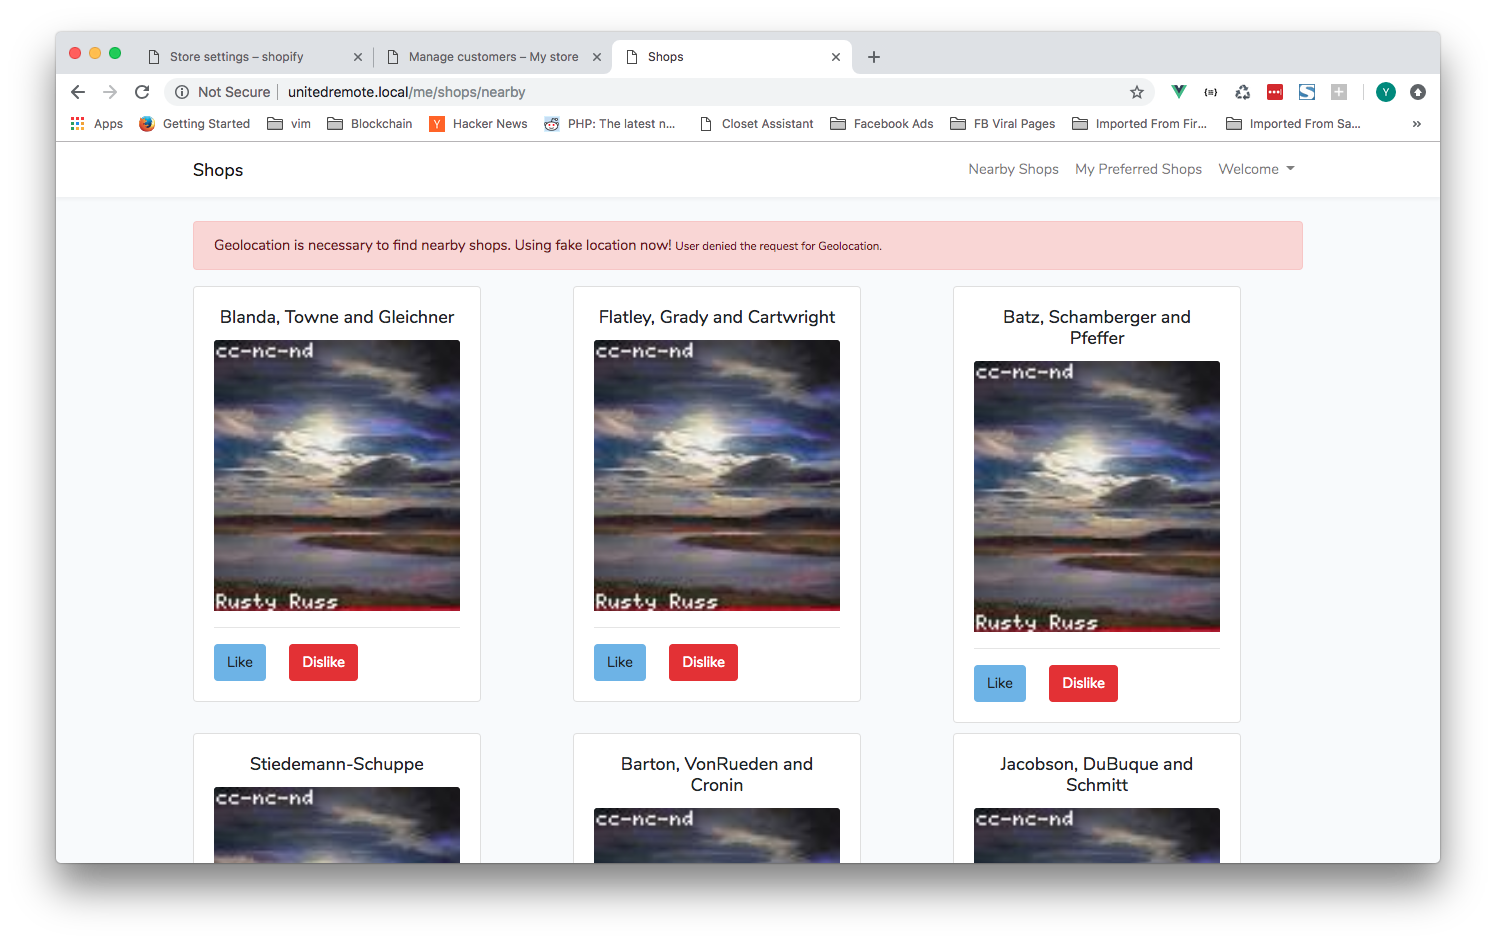 Store settings – shopify
Manage customers – My store
Shops
Not Secure
unitedremote.local/me/shops/nearby
Apps
Getting Started
vim
Blockchain
Y Hacker News
PHP: The latest n...
Closet Assistant
Facebook Ads
FB Viral Pages
Imported From Fir...
Imported From Sa...
»
Y
Shops
Nearby Shops
My Preferred Shops
Welcome
Geolocation is necessary to find nearby shops. Using fake location now! User denied the request for Geolocation.
Blanda, Towne and Gleichner
cc-nc-nd
Rusty Russ
Like
Dislike
Flatley, Grady and Cartwright
cc-nc-nd
Rusty Russ
Like
Dislike
Batz, Schamberger and
Pfeffer
cc-nc-nd
Rusty Russ
Like
Dislike
Stiedemann-Schuppe
cc-nc-nd
Barton, VonRueden and
Cronin
cc-nc-nd
Jacobson, DuBuque and
Schmitt
cc-nc-nd